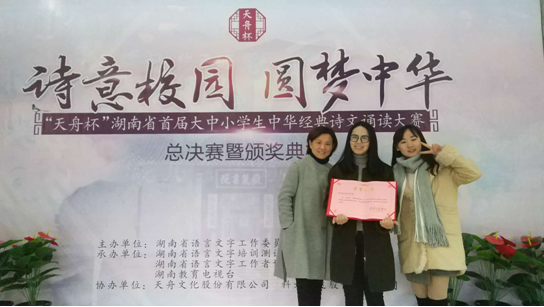 天舟杯
诗意校园 圆梦中华
“天舟杯”湖南省首届大中小学生中华经典诗文诵读大赛
总决赛暨颁奖典
主办单位：湖南省语言文字工作委员
承办单位：湖南省语言文字培训测
湖南省语言文字工作者
湖南教育电视台
协办单位：天舟文化股份有限公司